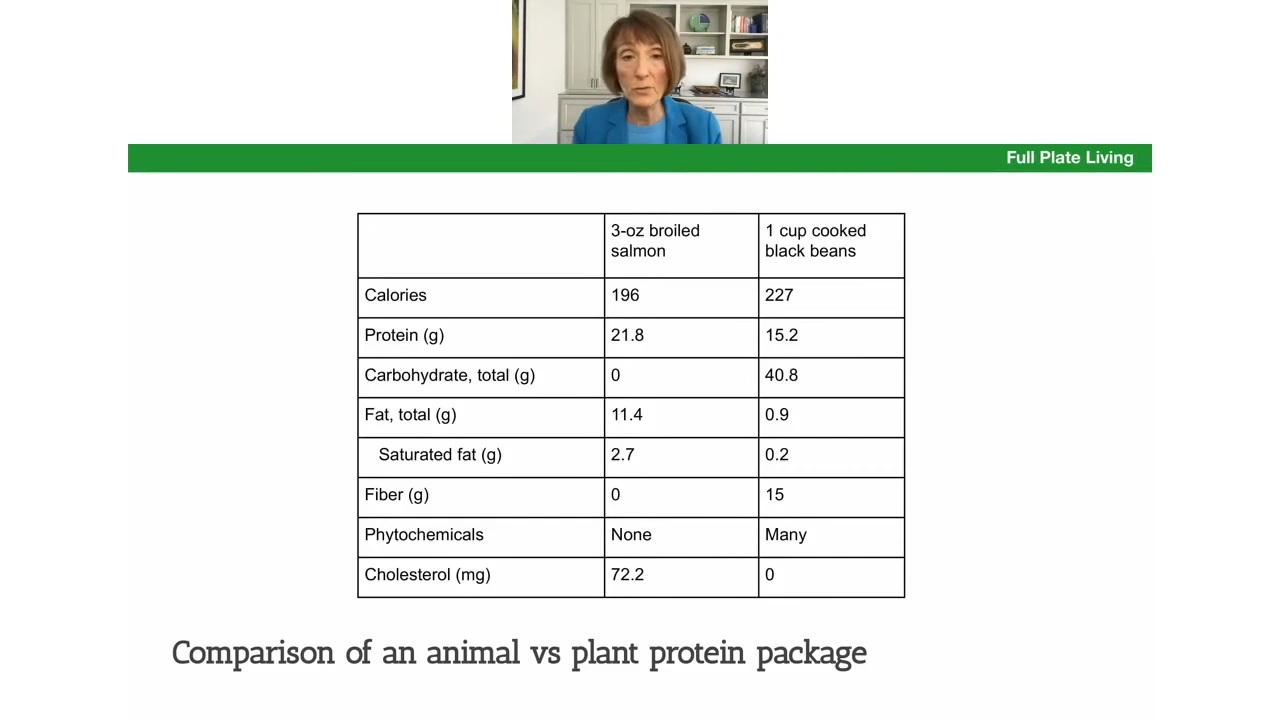 Full Plate Living
3-oz broiled salmon 1 cup cooked black beans
Calories 196 227
Protein (g) 21.8 15.2
Carbohydrate, total (g) 0 40.8
Fat, total (g) 11.4 0.9
Saturated fat (g) 2.7 0.2
Fiber (g) 0 15
Phytochemicals None Many
Cholesterol (mg) 72.2 0
Comparison of an animal vs plant protein package